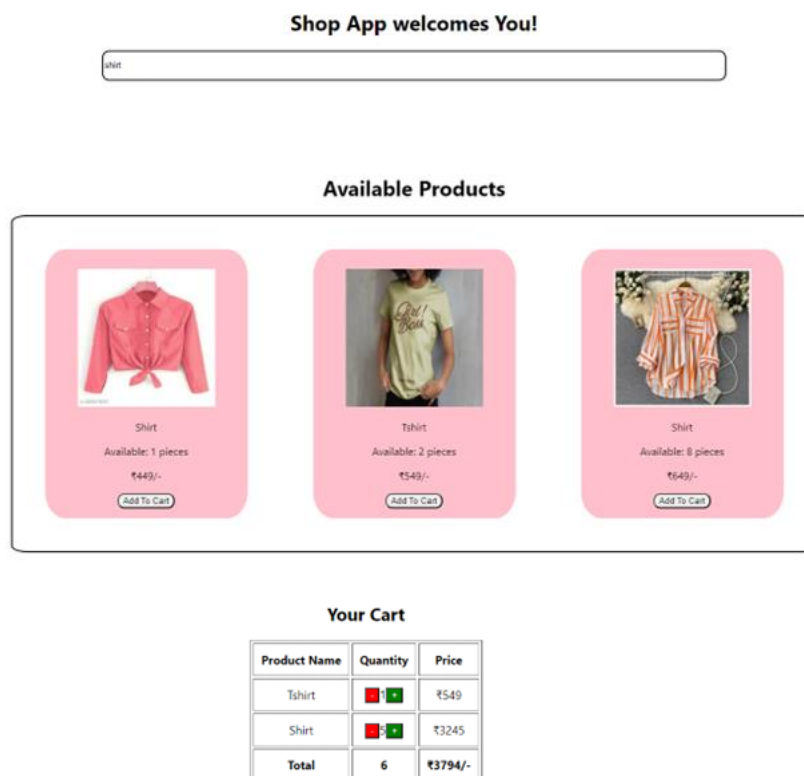 Shop App welcomes You!
shirt
Available Products
Girl!
Boss
Shirt Tshirt Shirt
Available: 1 pieces Available: 2 pieces Available: 8 pieces
₹449/- ₹549/- ₹649/-
Add To Cart Add To Cart Add To Cart
Your Cart
Product Name Quantity Price
Tshirt - 1 + ₹549
Shirt - 5 + ₹3245
Total 6 ₹3794/-